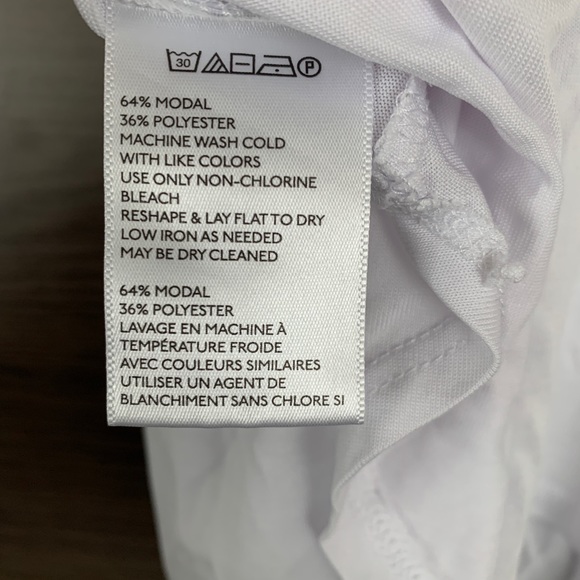 30 P
64% MODAL
36% POLYESTER
MACHINE WASH COLD
WITH LIKE COLORS
USE ONLY NON-CHLORINE
BLEACH
RESHAPE & LAY FLAT TO DRY
LOW IRON AS NEEDED
MAY BE DRY CLEANED
64% MODAL
36% POLYESTER
LAVAGE EN MACHINE À
TEMPÉRATURE FROIDE
AVEC COULEURS SIMILAIRES
UTILISER UN AGENT DE
BLANCHIMENT SANS CHLORE SI